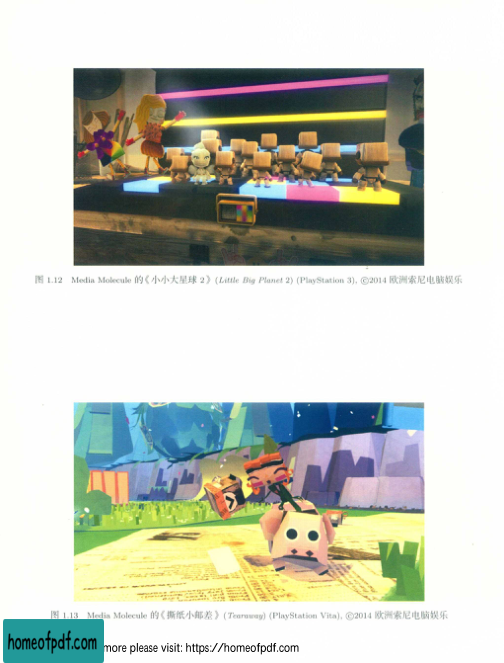 图 1.12 Media Molecule 的《小小大星球 2》(Little Big Planet 2) (PlayStation 3), ©2014 欧洲索尼电脑娱乐
图 1.13 Media Molecule 的《撕纸小邮差》(Tearaway) (PlayStation Vita), ©2014 欧洲索尼电脑娱乐
homeofpdf.com
more please visit: https://homeofpdf.com